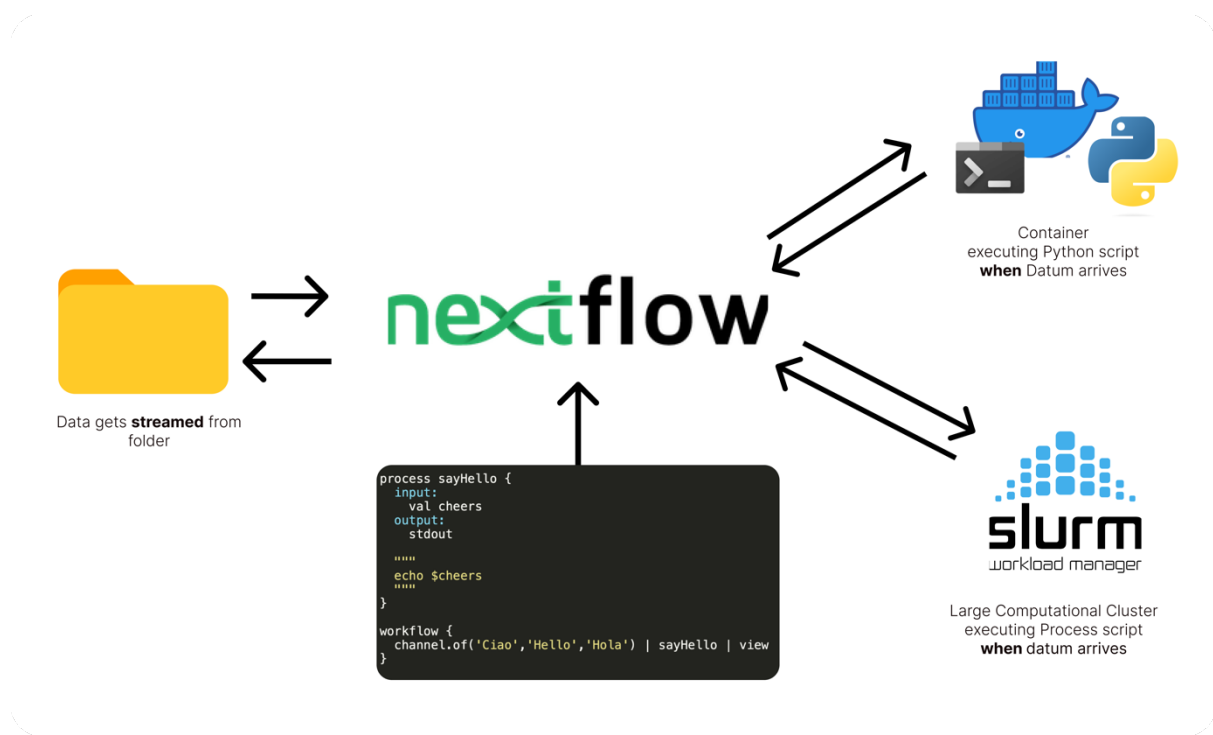 Container
executing Python script
when Datum arrives
nextflow
Data gets streamed from
folder
process sayHello {
  input:
    val cheers
  output:
    stdout

  """
  echo $cheers
  """
}

workflow {
  channel.of('Ciao','Hello','Hola') | sayHello | view
}
slurm
workload manager
Large Computational Cluster
executing Process script
when datum arrives